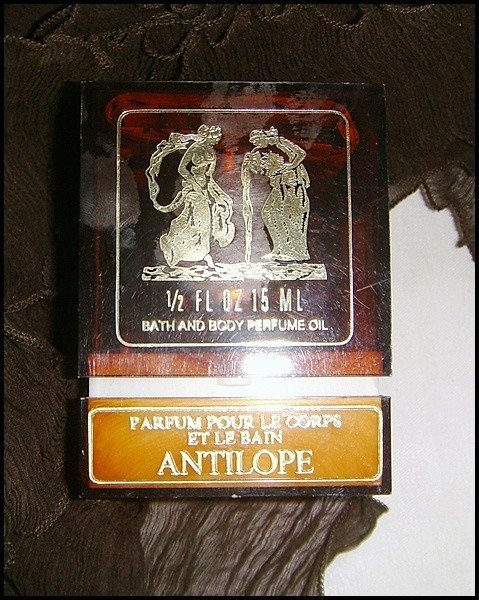 1/2 FL OZ 15 ML
BATH AND BODY PERFUME OIL
PARFUM POUR LE CORPS
ET LE BAIN
ANTILOPE